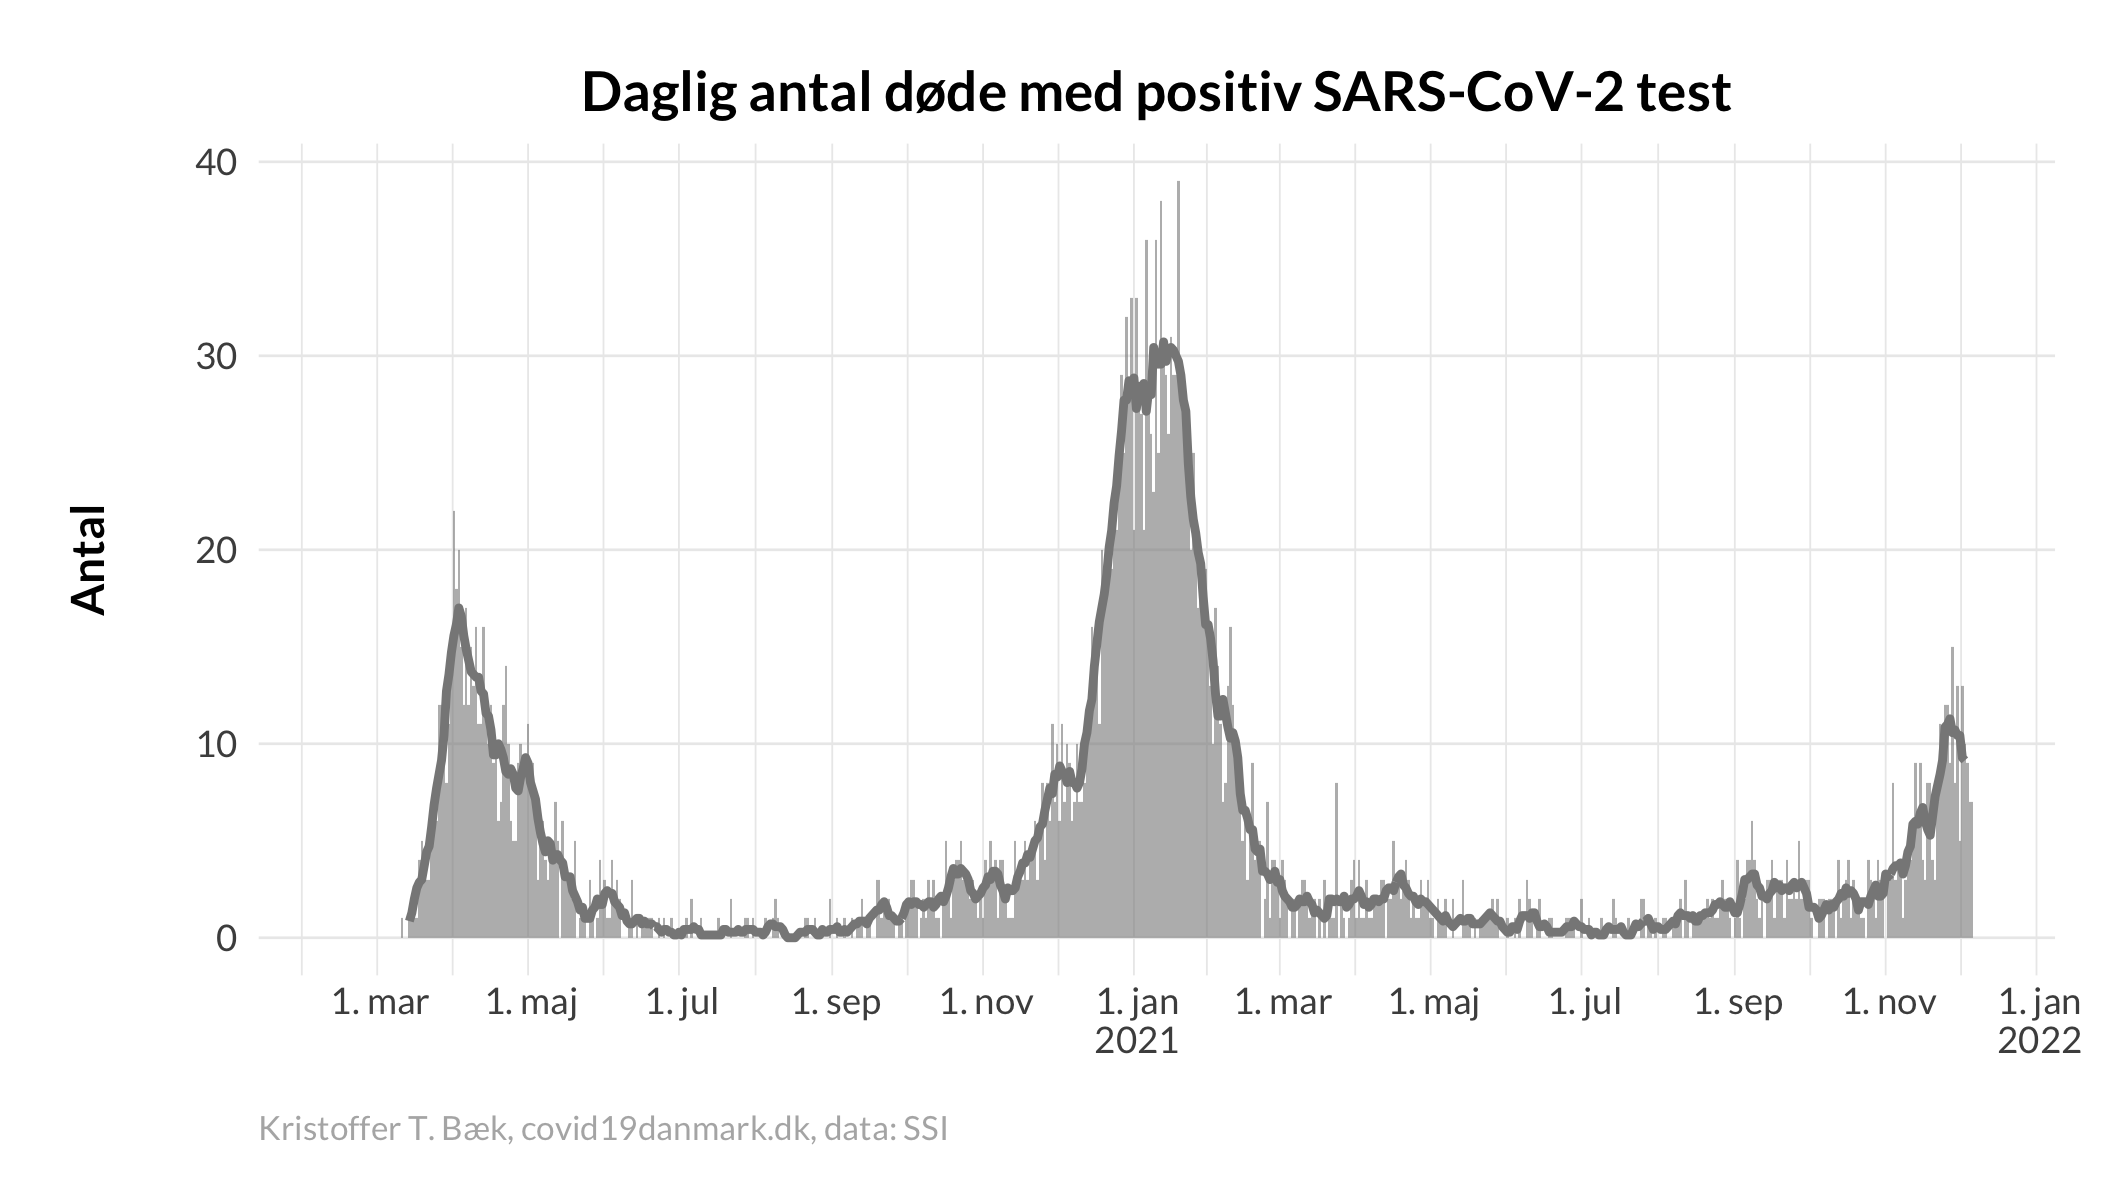 Daglig antal døde med positiv SARS-CoV-2 test
Antal
40
30
20
10
0
1. mar 1. maj 1. jul 1. sep 1. nov 1. jan 1. mar 1. maj 1. jul 1. sep 1. nov 1. jan
2021 2022
Kristoffer T. Bæk, covid19danmark.dk, data: SSI